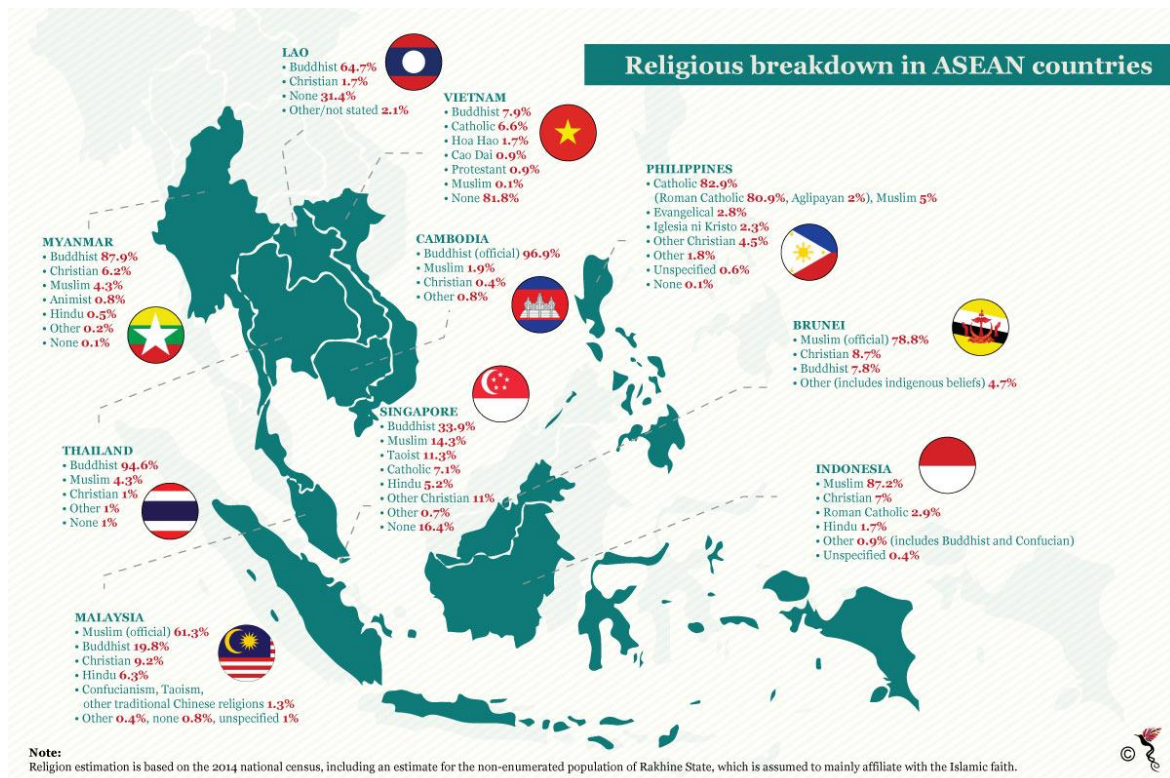 Religious breakdown in ASEAN countries
LAO
• Buddhist 64.7%
• Christian 1.7%
• None 31.4%
• Other/not stated 2.1%
VIETNAM
• Buddhist 7.9%
• Catholic 6.6%
• Hoa Hao 1.7%
• Cao Dai 0.9%
• Protestant 0.9%
• Muslim 0.1%
• None 81.8%
PHILIPPINES
• Catholic 82.9%
(Roman Catholic 80.9%, Aglipayan 2%), Muslim 5%
• Evangelical 2.8%
• Iglesia ni Kristo 2.3%
• Other Christian 4.5%
• Other 1.8%
• Unspecified 0.6%
• None 0.1%
MYANMAR
• Buddhist 87.9%
• Christian 6.2%
• Muslim 4.3%
• Animist 0.8%
• Hindu 0.5%
• Other 0.2%
• None 0.1%
CAMBODIA
• Buddhist (official) 96.9%
• Muslim 1.9%
• Christian 0.4%
• Other 0.8%
BRUNEI
• Muslim (official) 78.8%
• Christian 8.7%
• Buddhist 7.8%
• Other (includes indigenous beliefs) 4.7%
SINGAPORE
• Buddhist 33.9%
• Muslim 14.3%
• Taoist 11.3%
• Catholic 7.1%
• Hindu 5.2%
• Other Christian 11%
• Other 0.7%
• None 16.4%
THAILAND
• Buddhist 94.6%
• Muslim 4.3%
• Christian 1%
• Other 1%
• None 1%
INDONESIA
• Muslim 87.2%
• Christian 7%
• Roman Catholic 2.9%
• Hindu 1.7%
• Other 0.9% (includes Buddhist and Confucian)
• Unspecified 0.4%
MALAYSIA
• Muslim (official) 61.3%
• Buddhist 19.8%
• Christian 9.2%
• Hindu 6.3%
• Confucianism, Taoism,
other traditional Chinese religions 1.3%
• Other 0.4%, none 0.8%, unspecified 1%
Note:
Religion estimation is based on the 2014 national census, including an estimate for the non-enumerated population of Rakhine State, which is assumed to mainly affiliate with the Islamic faith.
©